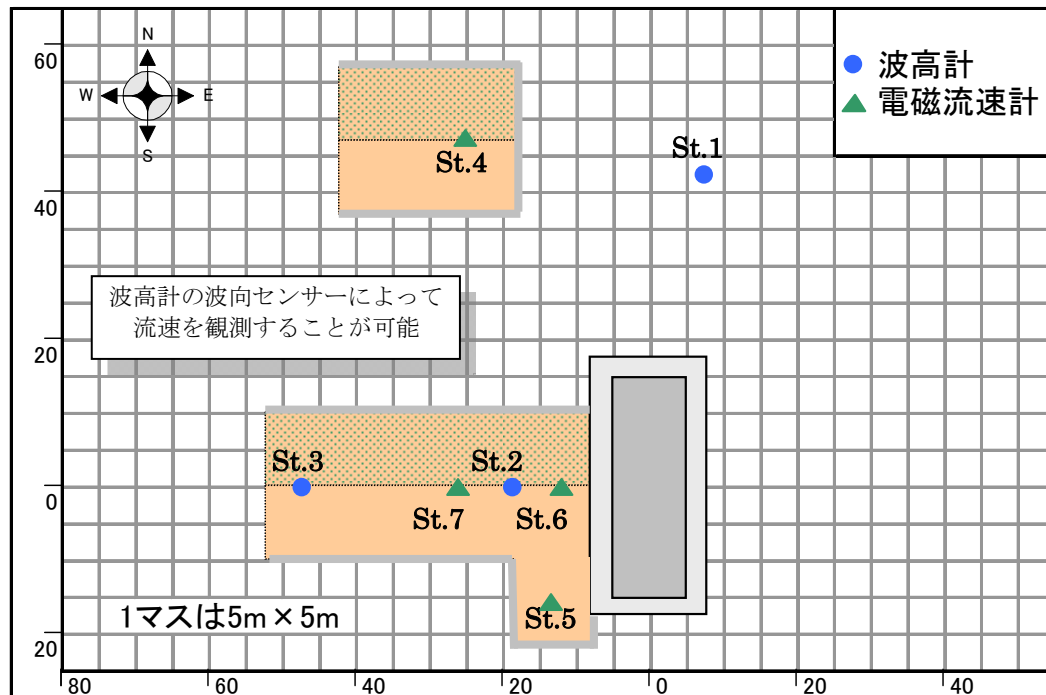 N
W E
S
波高計
電磁流速計
60
St.1
St.4
40
波高計の波向センサーによって
流速を観測することが可能
20
St.3 St.2
0
St.7 St.6
1マスは5m×5m
St.5
20
80 60 40 20 0 20 40